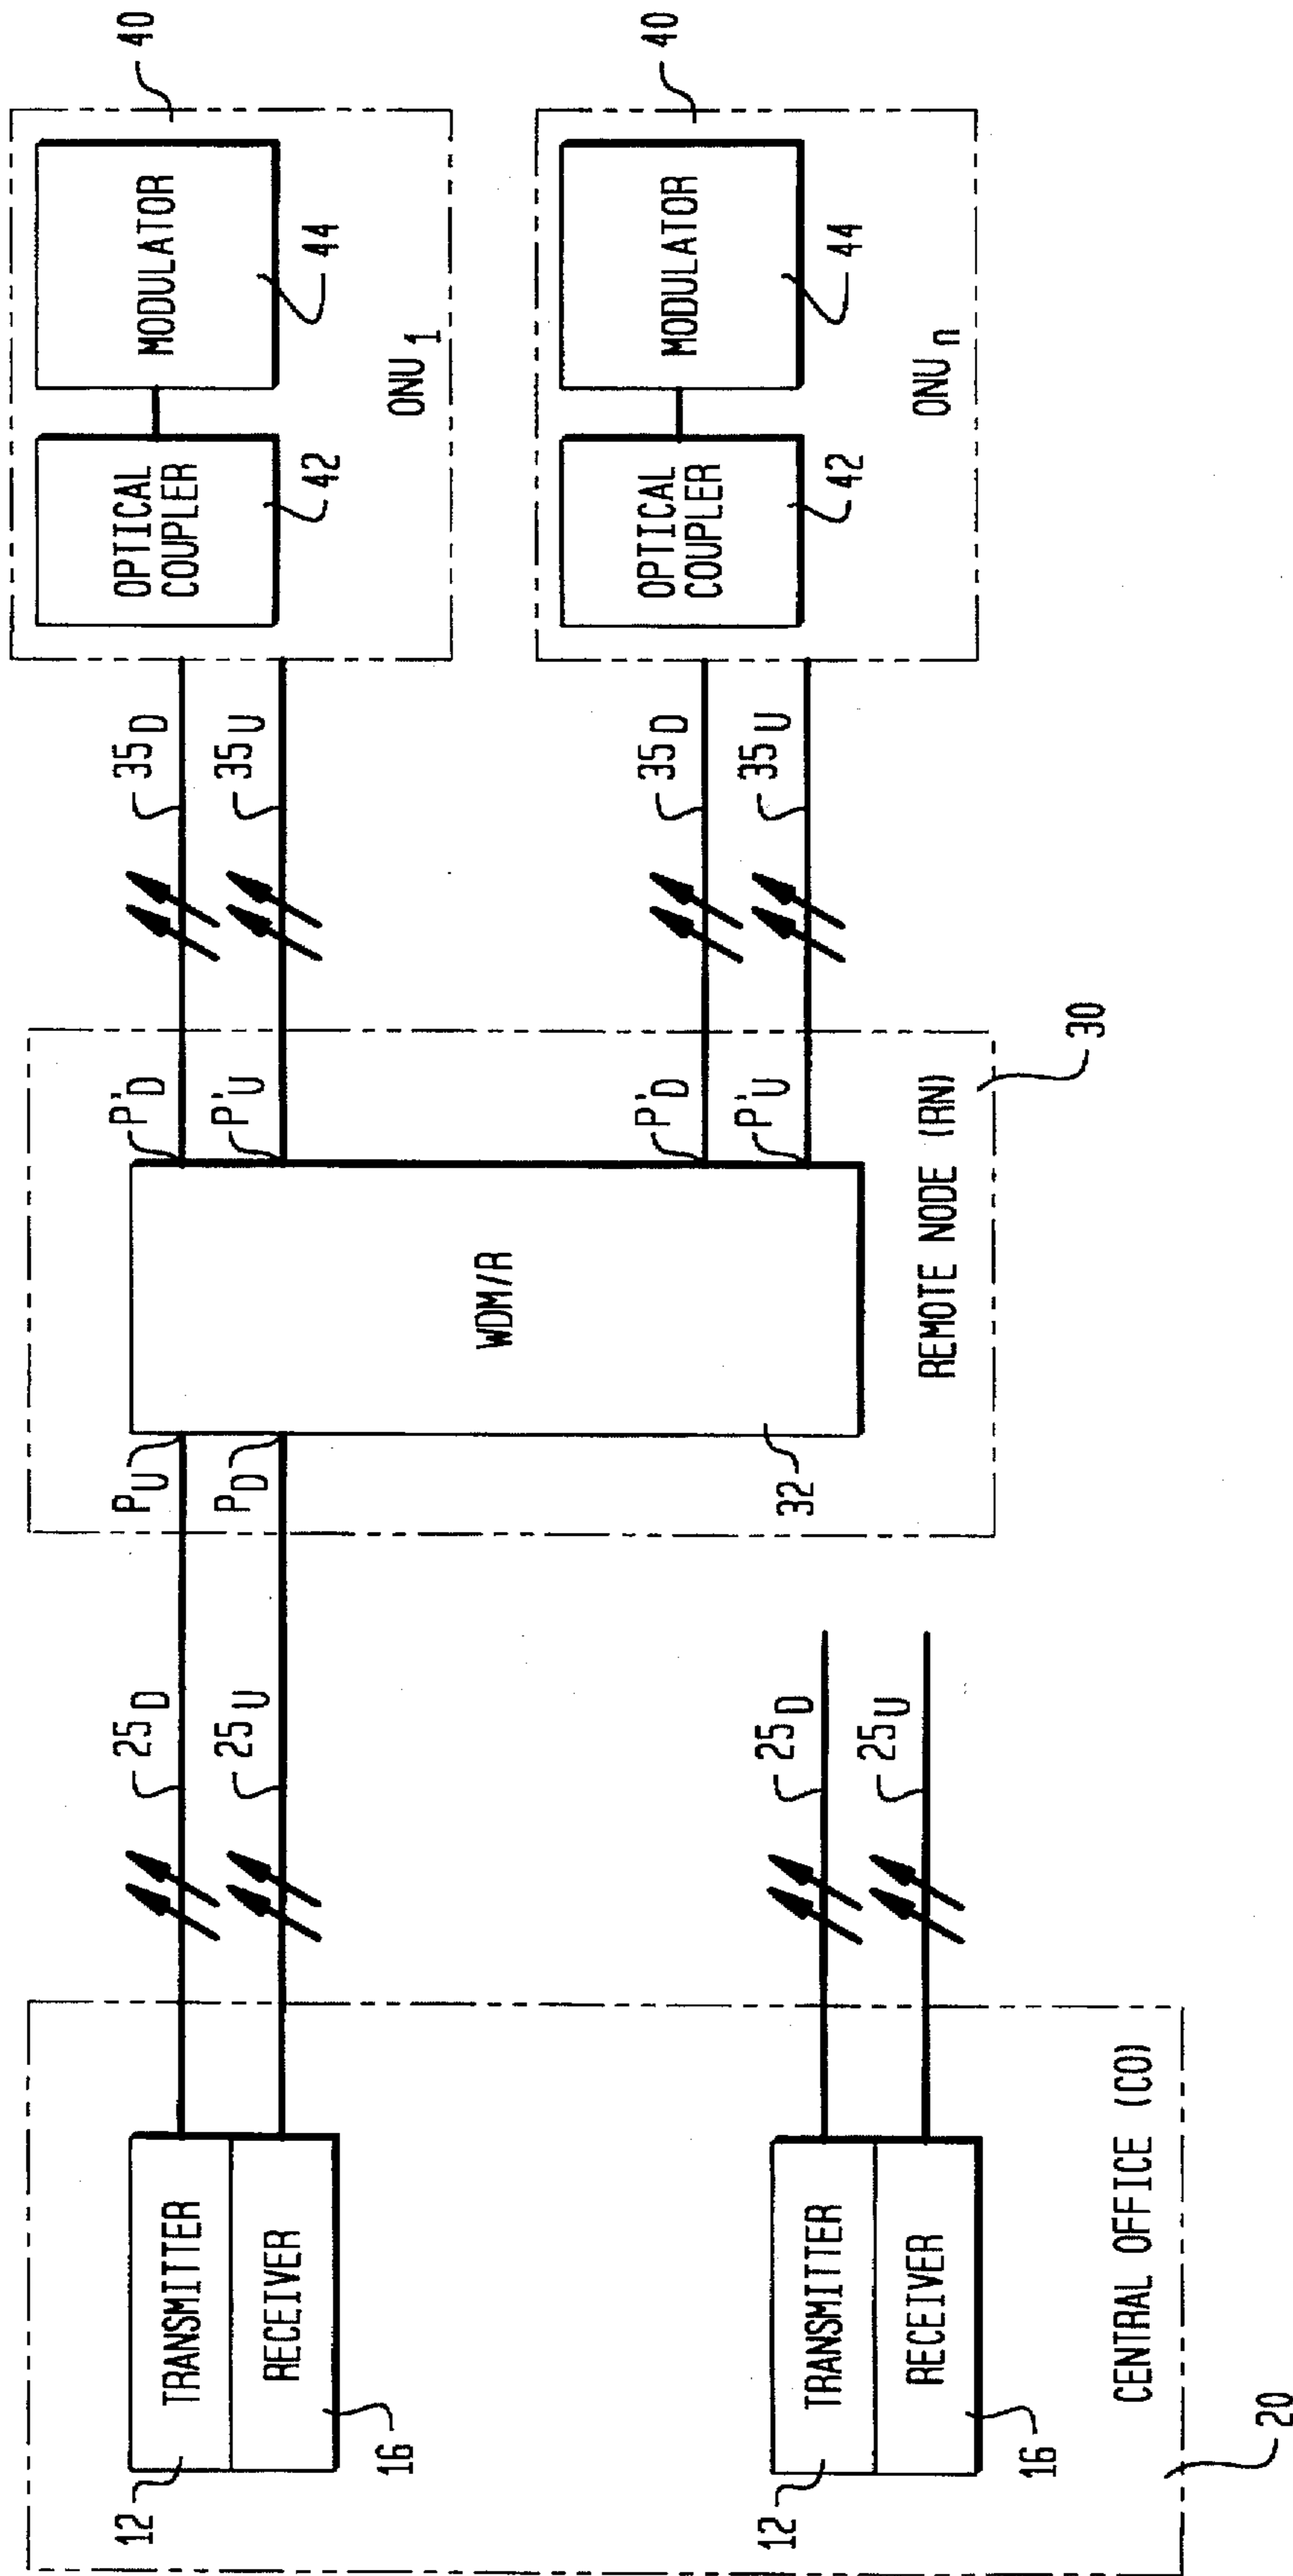 12
TRANSMITTER
RECEIVER
16
25D
25U
12
TRANSMITTER
RECEIVER
16
25D
25U
CENTRAL OFFICE (CO)
20
PU
PD
WDM/R
32
P'D
P'U
P'D
P'U
REMOTE NODE (RN)
30
35D
35U
35D
35U
OPTICAL
COUPLER
42
MODULATOR
44
ONU1
40
OPTICAL
COUPLER
42
MODULATOR
44
ONUn
40